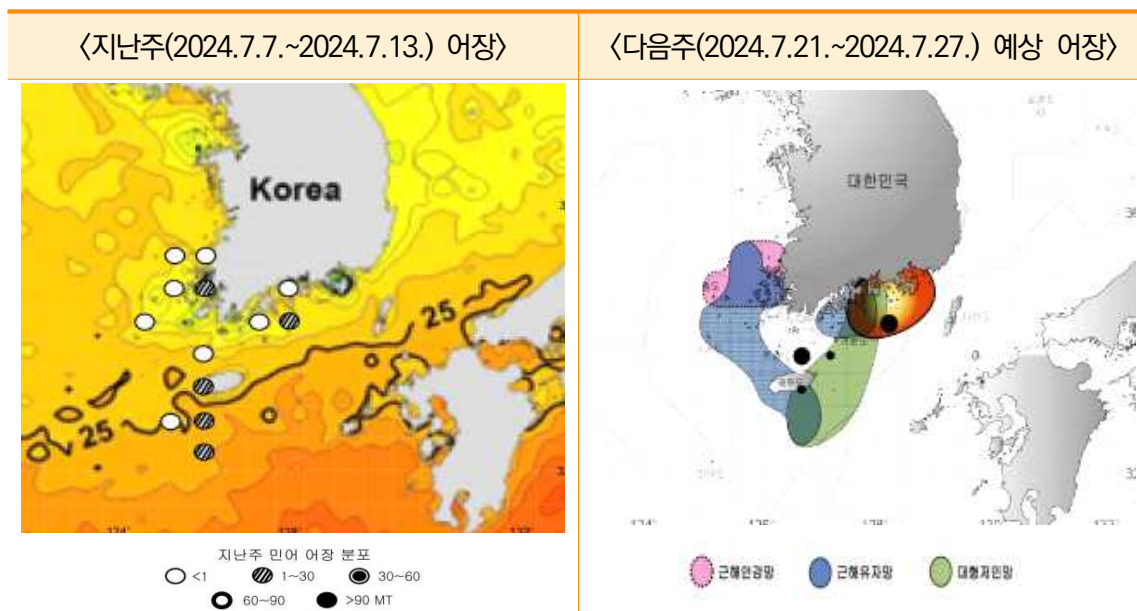 〈지난주(2024.7.7.~2024.7.13.) 어장〉
〈다음주(2024.7.21.~2024.7.27.) 예상 어장〉
Korea
25
25
대한민국
지난주 민어 어장 분포
<1
1~30
30~60
60~90
>90 MT
근해안강망
근해유자망
대형저인망